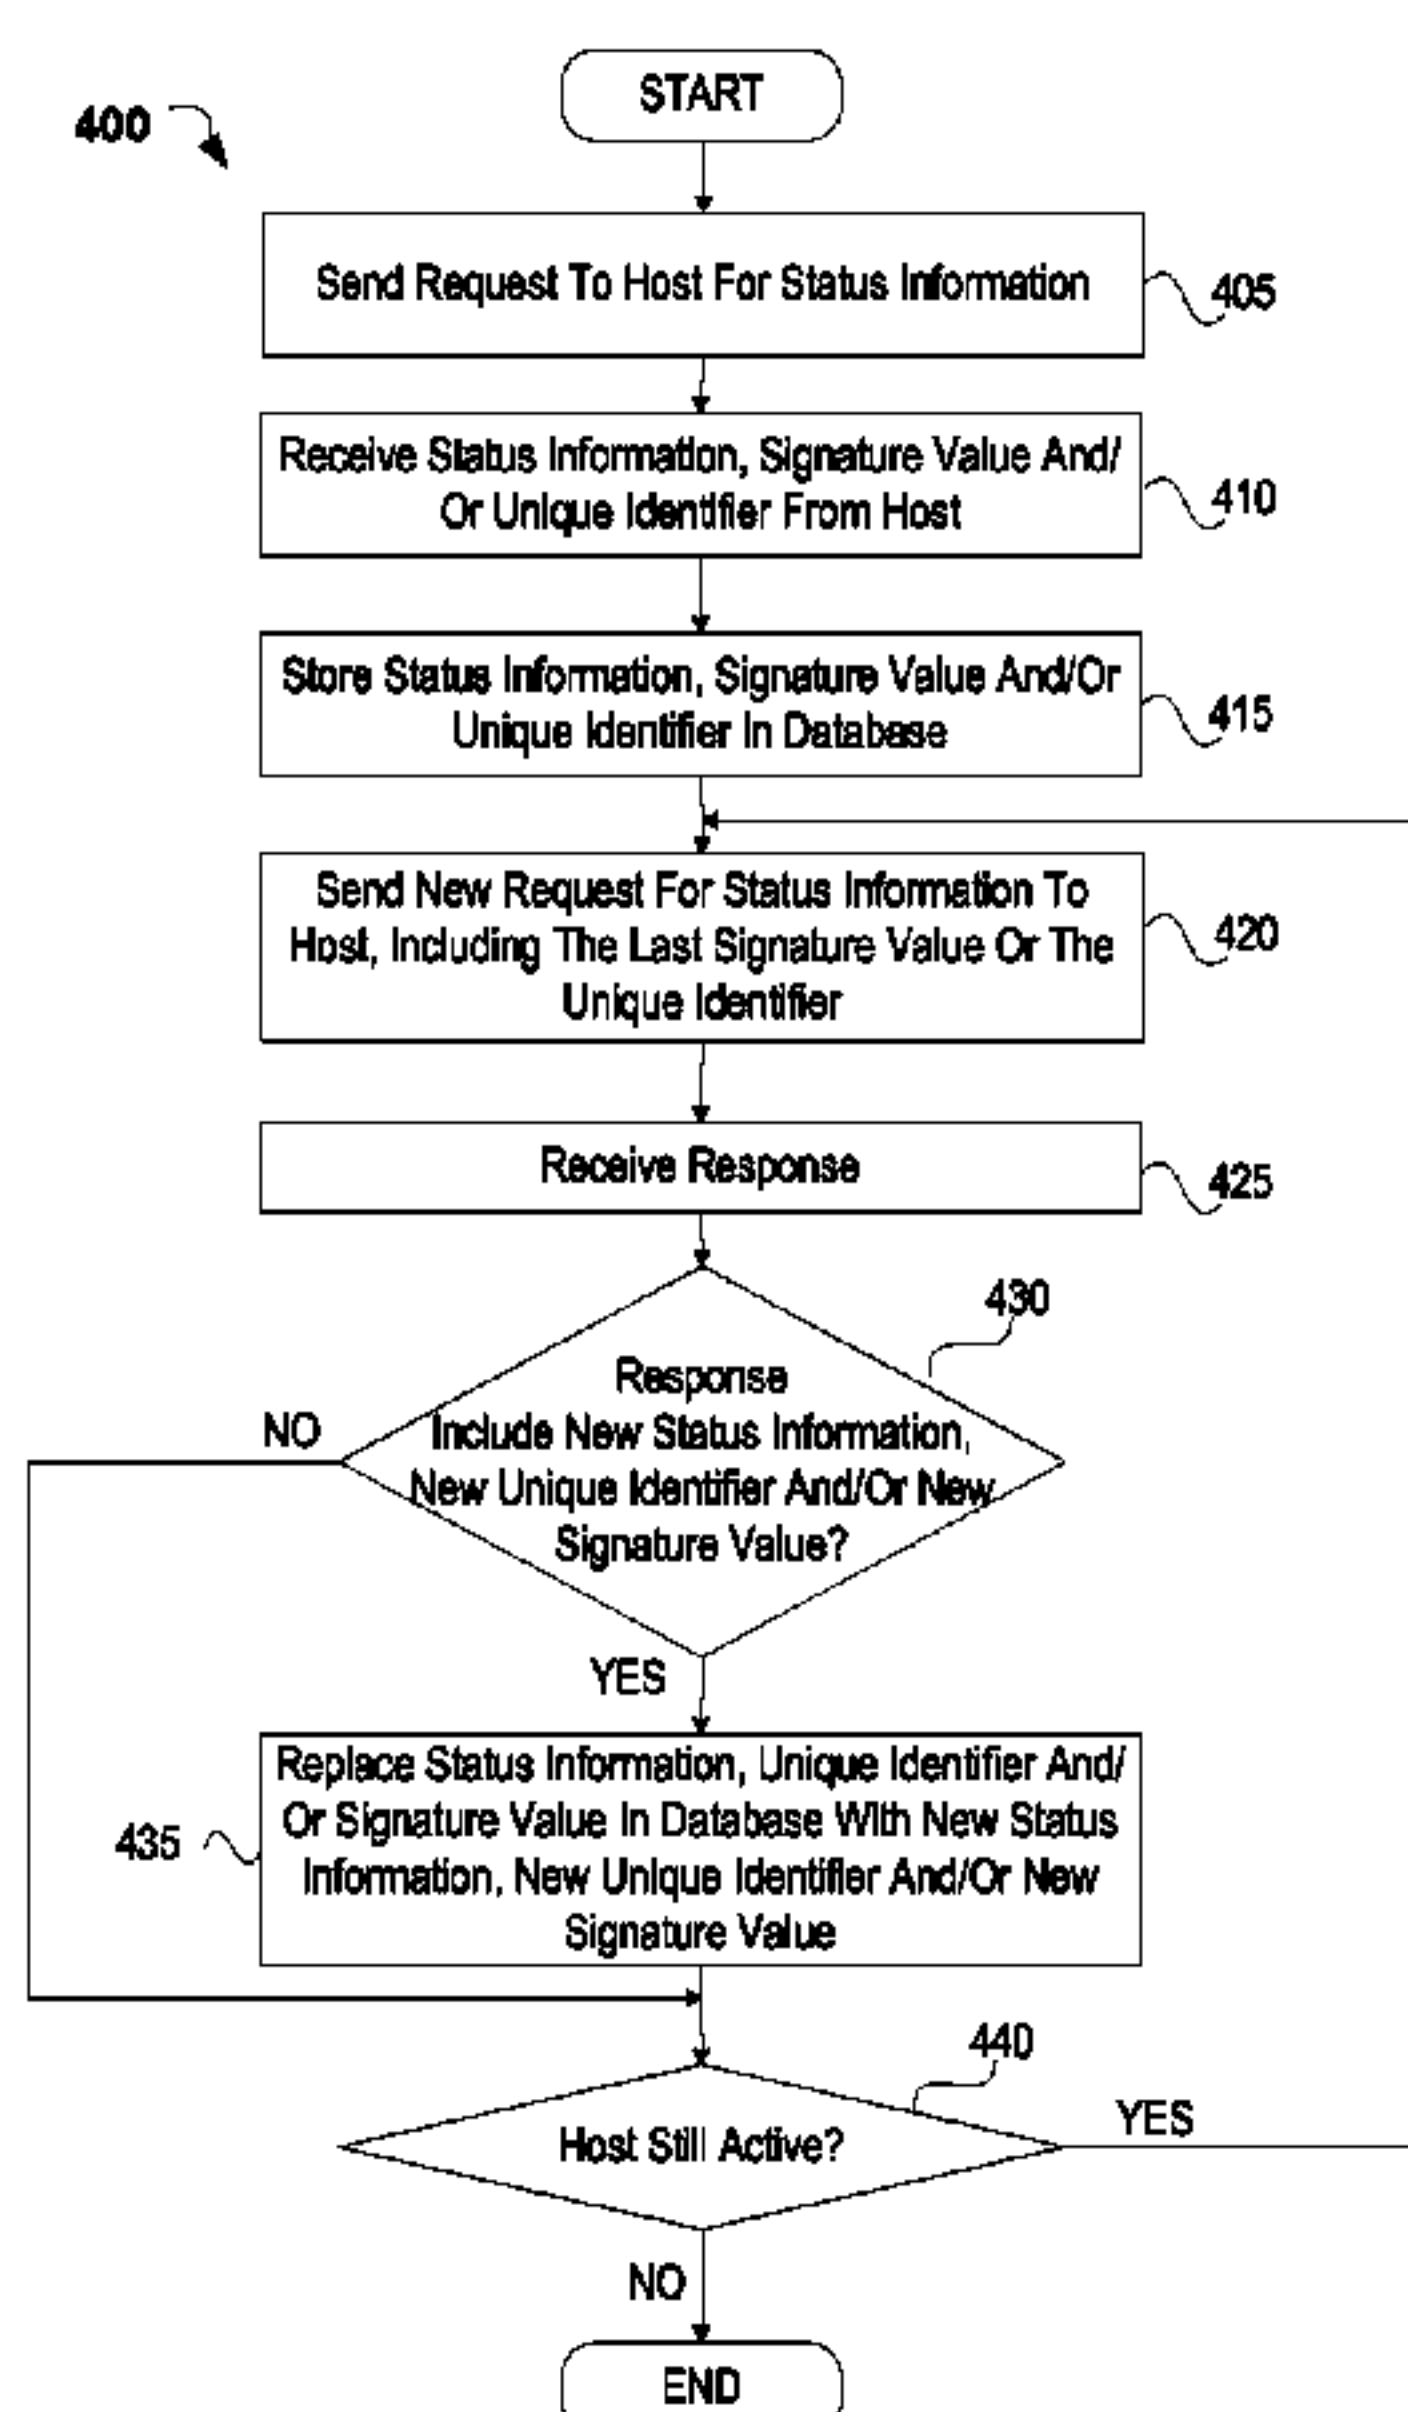 START
400
Send Request To Host For Status Information
405
Receive Status Information, Signature Value And/
Or Unique Identifier From Host
410
Store Status Information, Signature Value And/Or
Unique Identifier In Database
415
Send New Request For Status Information To
Host, Including The Last Signature Value Or The
Unique Identifier
420
Receive Response
425
430
Response
Include New Status Information,
New Unique Identifier And/Or New
Signature Value?
NO
YES
Replace Status Information, Unique Identifier And/
Or Signature Value In Database With New Status
Information, New Unique Identifier And/Or New
Signature Value
435
440
Host Still Active?
YES
NO
END